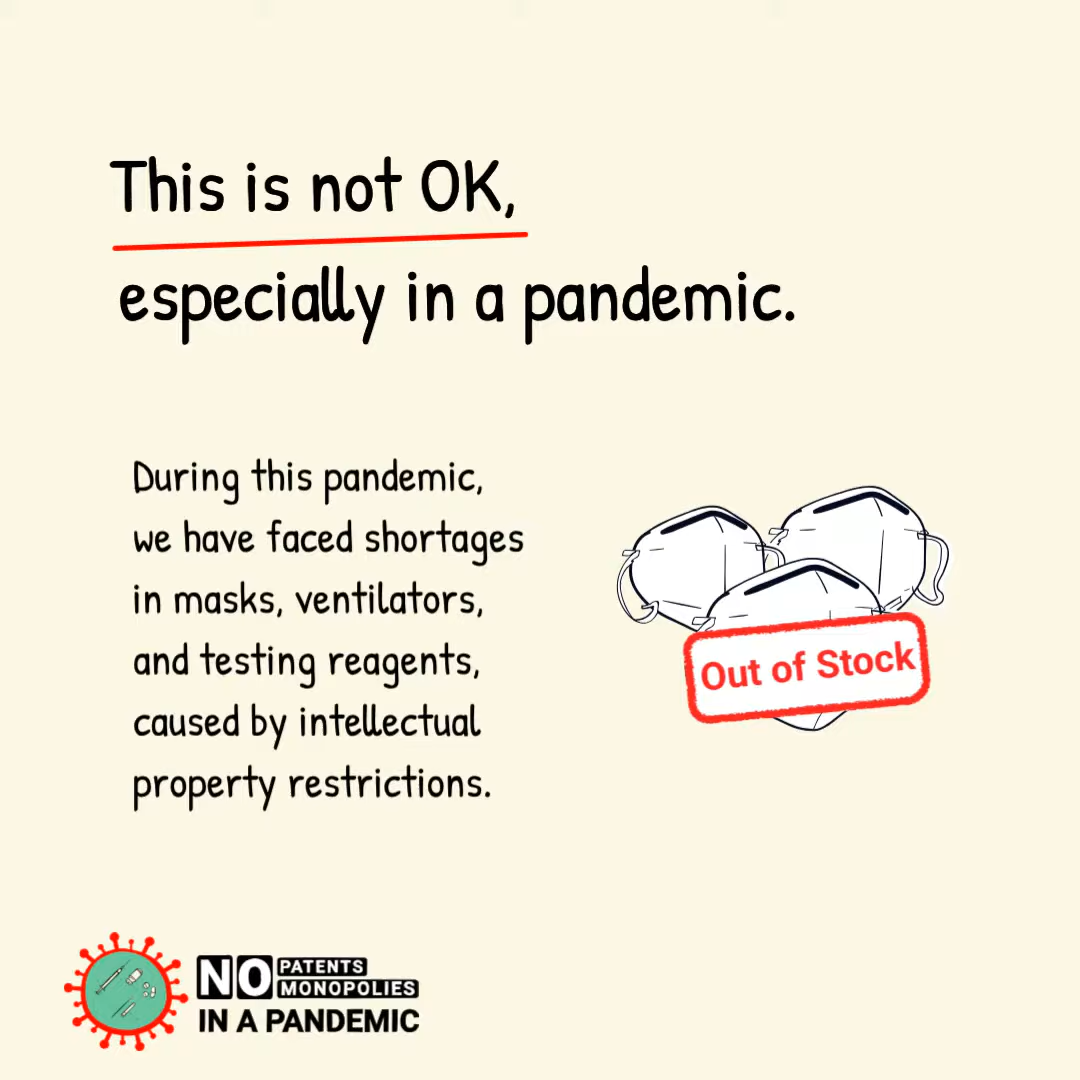 This is not OK,
especially in a pandemic.
During this pandemic,
we have faced shortages
in masks, ventilators,
and testing reagents,
caused by intellectual
property restrictions.
Out of Stock
NO PATENTS
MONOPOLIES
IN A PANDEMIC